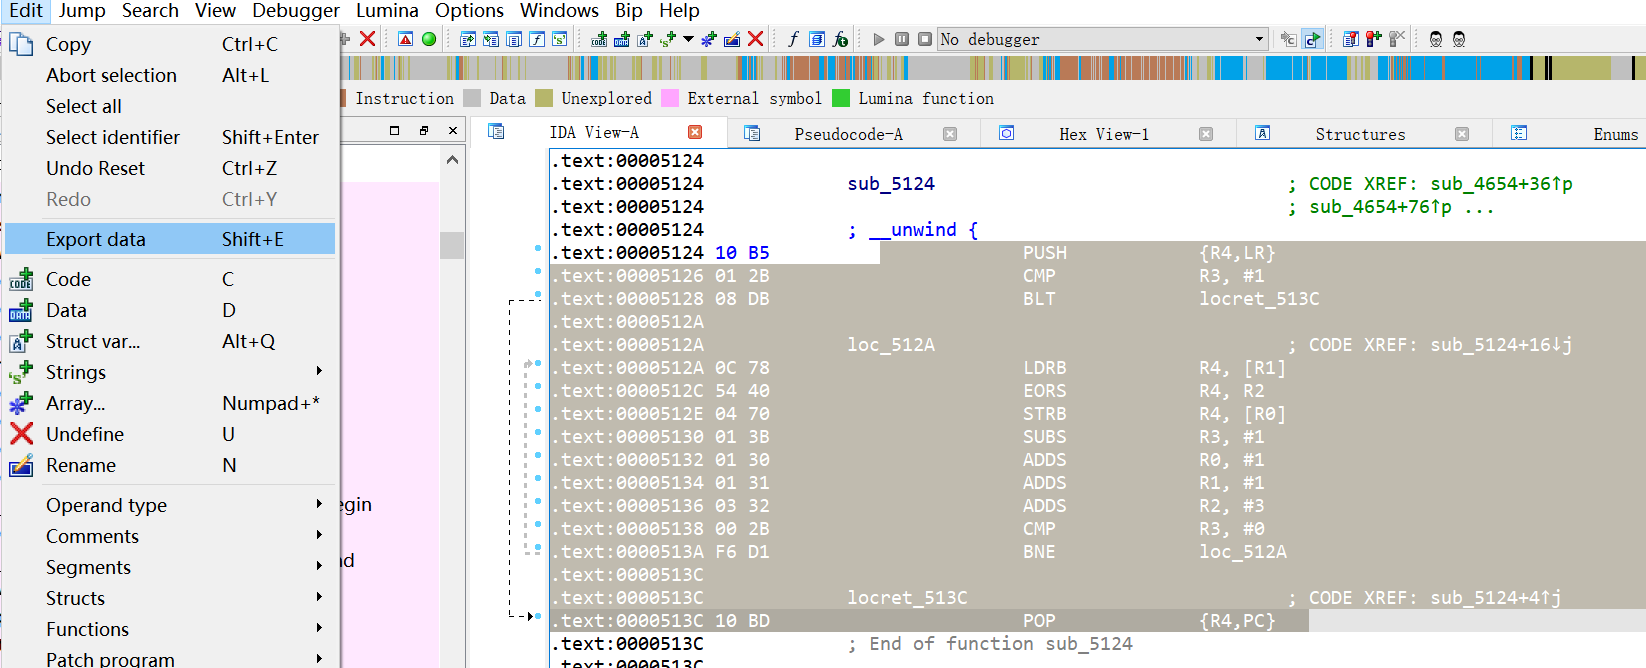 Edit Jump Search View Debugger Lumina Options Windows Bip Help
Copy Ctrl+C
Abort selection Alt+L
Select all
Select identifier Shift+Enter
Undo Reset Ctrl+Z
Redo Ctrl+Y
Export data Shift+E
Code C
Data D
Struct var... Alt+Q
Strings
Array... Numpad+*
Undefine U
Rename N
Operand type
Comments
Segments
Structs
Functions
Patch program
No debugger
Instruction Data Unexplored External symbol Lumina function
IDA View-A Pseudocode-A Hex View-1 Structures Enums
.text:00005124
.text:00005124 sub_5124 ; CODE XREF: sub_4654+36↑p
.text:00005124 ; sub_4654+76↑p ...
.text:00005124 ; __unwind {
.text:00005124 10 B5 PUSH {R4,LR}
.text:00005126 01 2B CMP R3, #1
.text:00005128 08 DB BLT locret_513C
.text:0000512A
.text:0000512A loc_512A ; CODE XREF: sub_5124+16↓j
.text:0000512A 0C 78 LDRB R4, [R1]
.text:0000512C 54 40 EORS R4, R2
.text:0000512E 04 70 STRB R4, [R0]
.text:00005130 01 3B SUBS R3, #1
.text:00005132 01 30 ADDS R0, #1
.text:00005134 01 31 ADDS R1, #1
.text:00005136 03 32 ADDS R2, #3
.text:00005138 00 2B CMP R3, #0
.text:0000513A F6 D1 BNE loc_512A
.text:0000513C
.text:0000513C locret_513C ; CODE XREF: sub_5124+4↑j
.text:0000513C 10 BD POP {R4,PC}
.text:0000513C ; End of function sub_5124
.text:0000513C